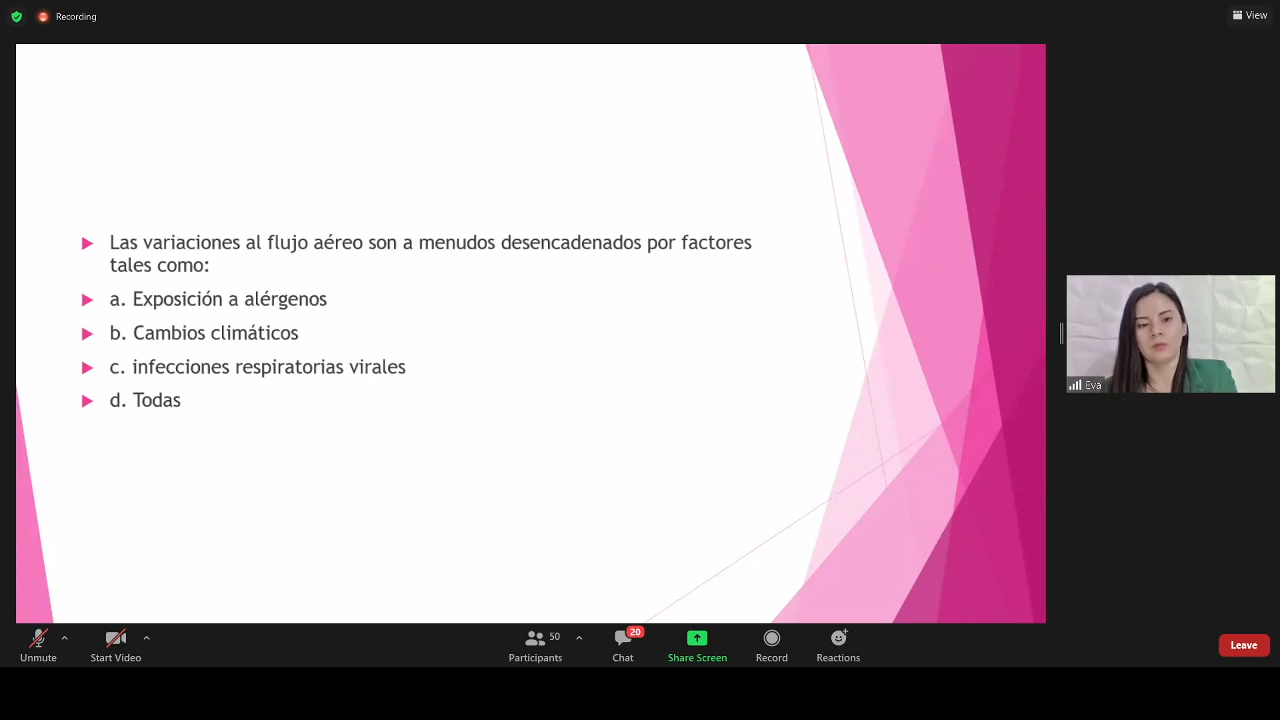 Recording
View
Las variaciones al flujo aéreo son a menudos desencadenados por factores
tales como:
a. Exposición a alérgenos
b. Cambios climáticos
c. infecciones respiratorias virales
d. Todas
Eva
50
20
Unmute
Start Video
Participants
Chat
Share Screen
Record
Reactions
Leave